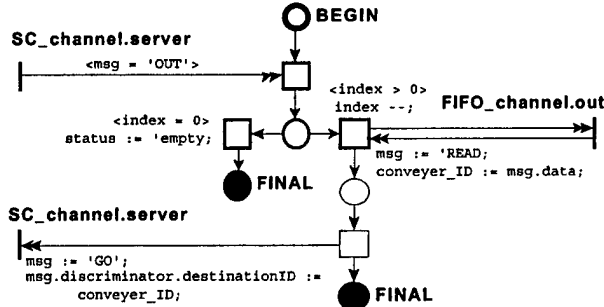 BEGIN
SC_channel.server
<msg = 'OUT'>
<index > 0>
index --;
FIFO_channel.out
<index = 0>
status := 'empty;
msg := 'READ;
conveyer_ID := msg.data;
FINAL
SC_channel.server
msg := 'GO';
msg.discriminator.destinationID :=
conveyer_ID;
FINAL